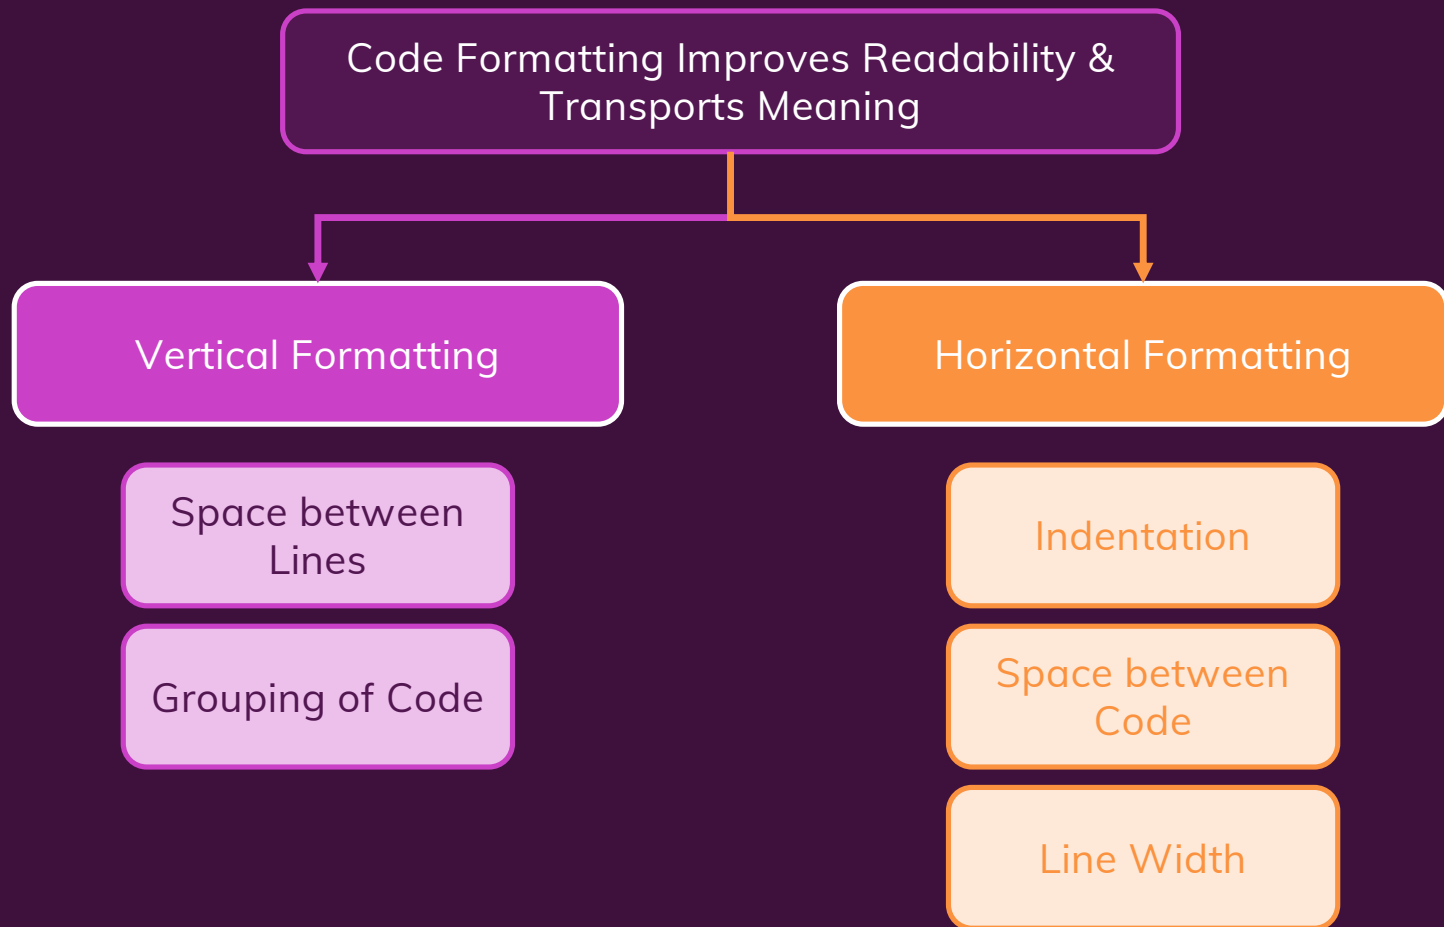 Code Formatting Improves Readability &
Transports Meaning
Vertical Formatting
Horizontal Formatting
Space between
Lines
Grouping of Code
Indentation
Space between
Code
Line Width